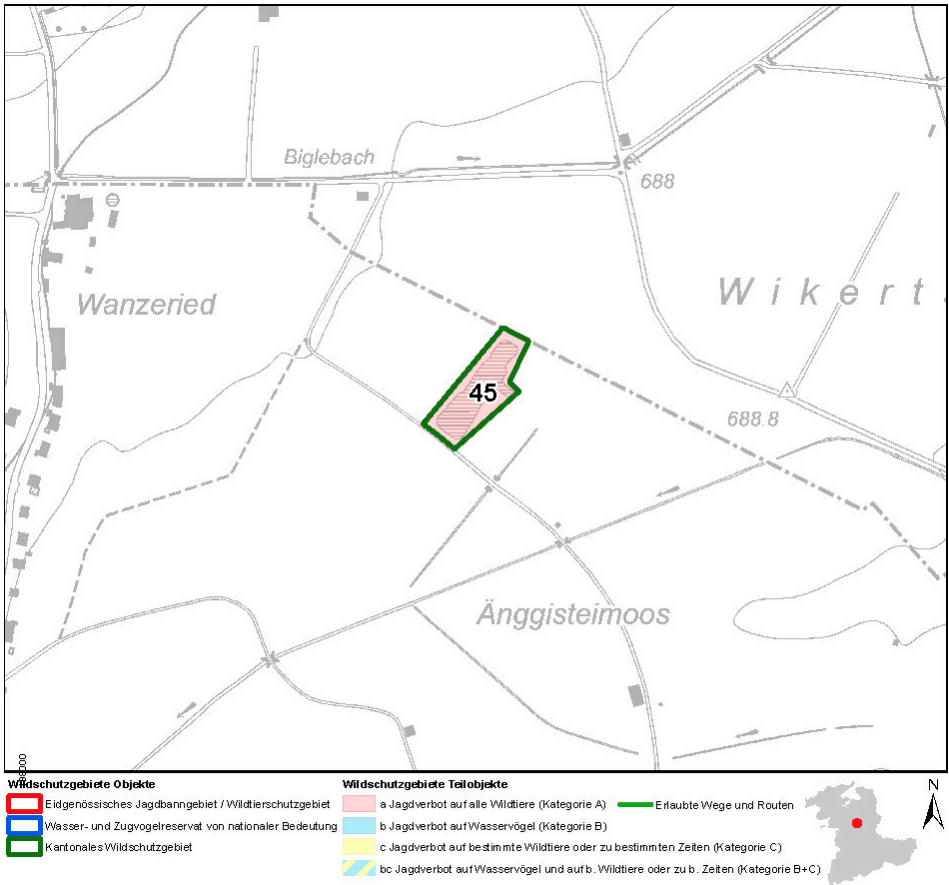 Biglebach
688
Wanzeried
Wikert
45
688.8
Änggisteimoos
Wildschutzgebiete Objekte
Eidgenössisches Jagdbanngebiet / Wildtierschutzgebiet
Wasser- und Zugvogelreservat von nationaler Bedeutung
Kantonales Wildschutzgebiet
Wildschutzgebiete Teilobjekte
a Jagdverbot auf alle Wildtiere (Kategorie A)
b Jagdverbot auf Wasservögel (Kategorie B)
c Jagdverbot auf bestimmte Wildtiere oder zu bestimmten Zeiten (Kategorie C)
bc Jagdverbot auf Wasservögel und auf b. Wildtiere oder zu b. Zeiten (Kategorie B+C)
Erlaubte Wege und Routen
N